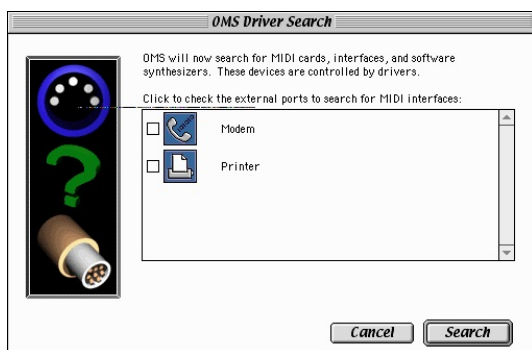 OMS Driver Search
OMS will now search for MIDI cards, interfaces, and software
synthesizers. These devices are controlled by drivers.
Click to check the external ports to search for MIDI interfaces:
Modem
Printer
Cancel
Search